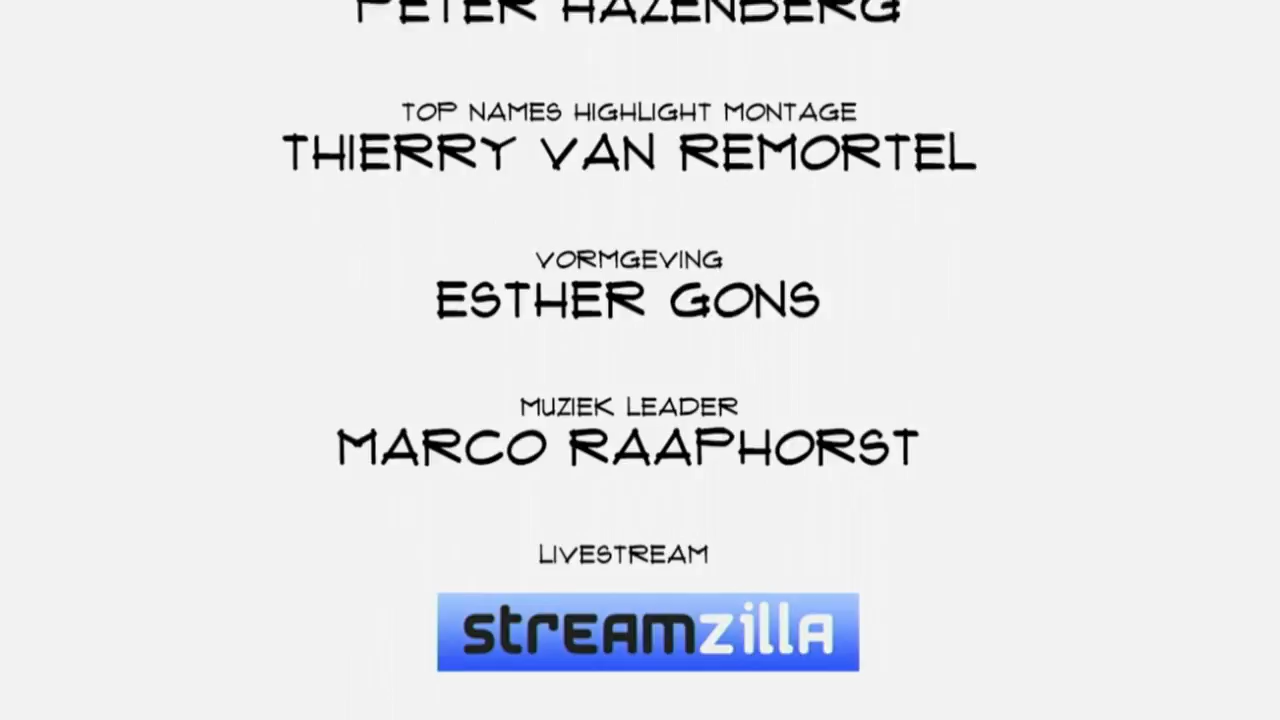 PETER HAZENBERG
TOP NAMES HIGHLIGHT MONTAGE
THIERRY VAN REMORTEL
VORMGEVING
ESTHER GONS
MUZIEK LEADER
MARCO RAAPHORST
LIVESTREAM
streamzilla